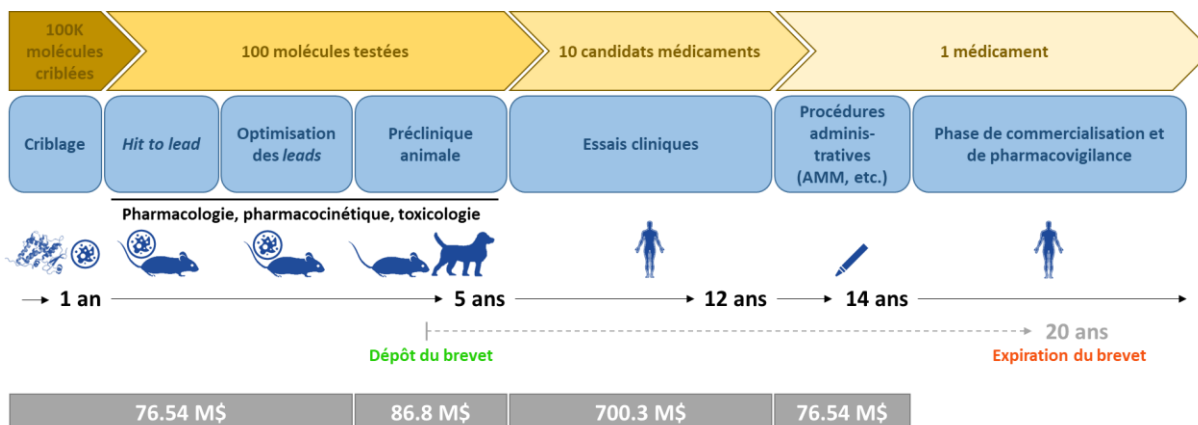 100K
molécules
criblées
100 molécules testées
10 candidats médicaments
1 médicament
Criblage
Hit to lead
Optimisation
des leads
Préclinique
animale
Essais cliniques
Procédures
adminis-
tratives
(AMM, etc.)
Phase de commercialisation et
de pharmacovigilance
Pharmacologie, pharmacocinétique, toxicologie
1 an
5 ans
12 ans
14 ans
20 ans
Dépôt du brevet
Expiration du brevet
76.54 M$
86.8 M$
700.3 M$
76.54 M$